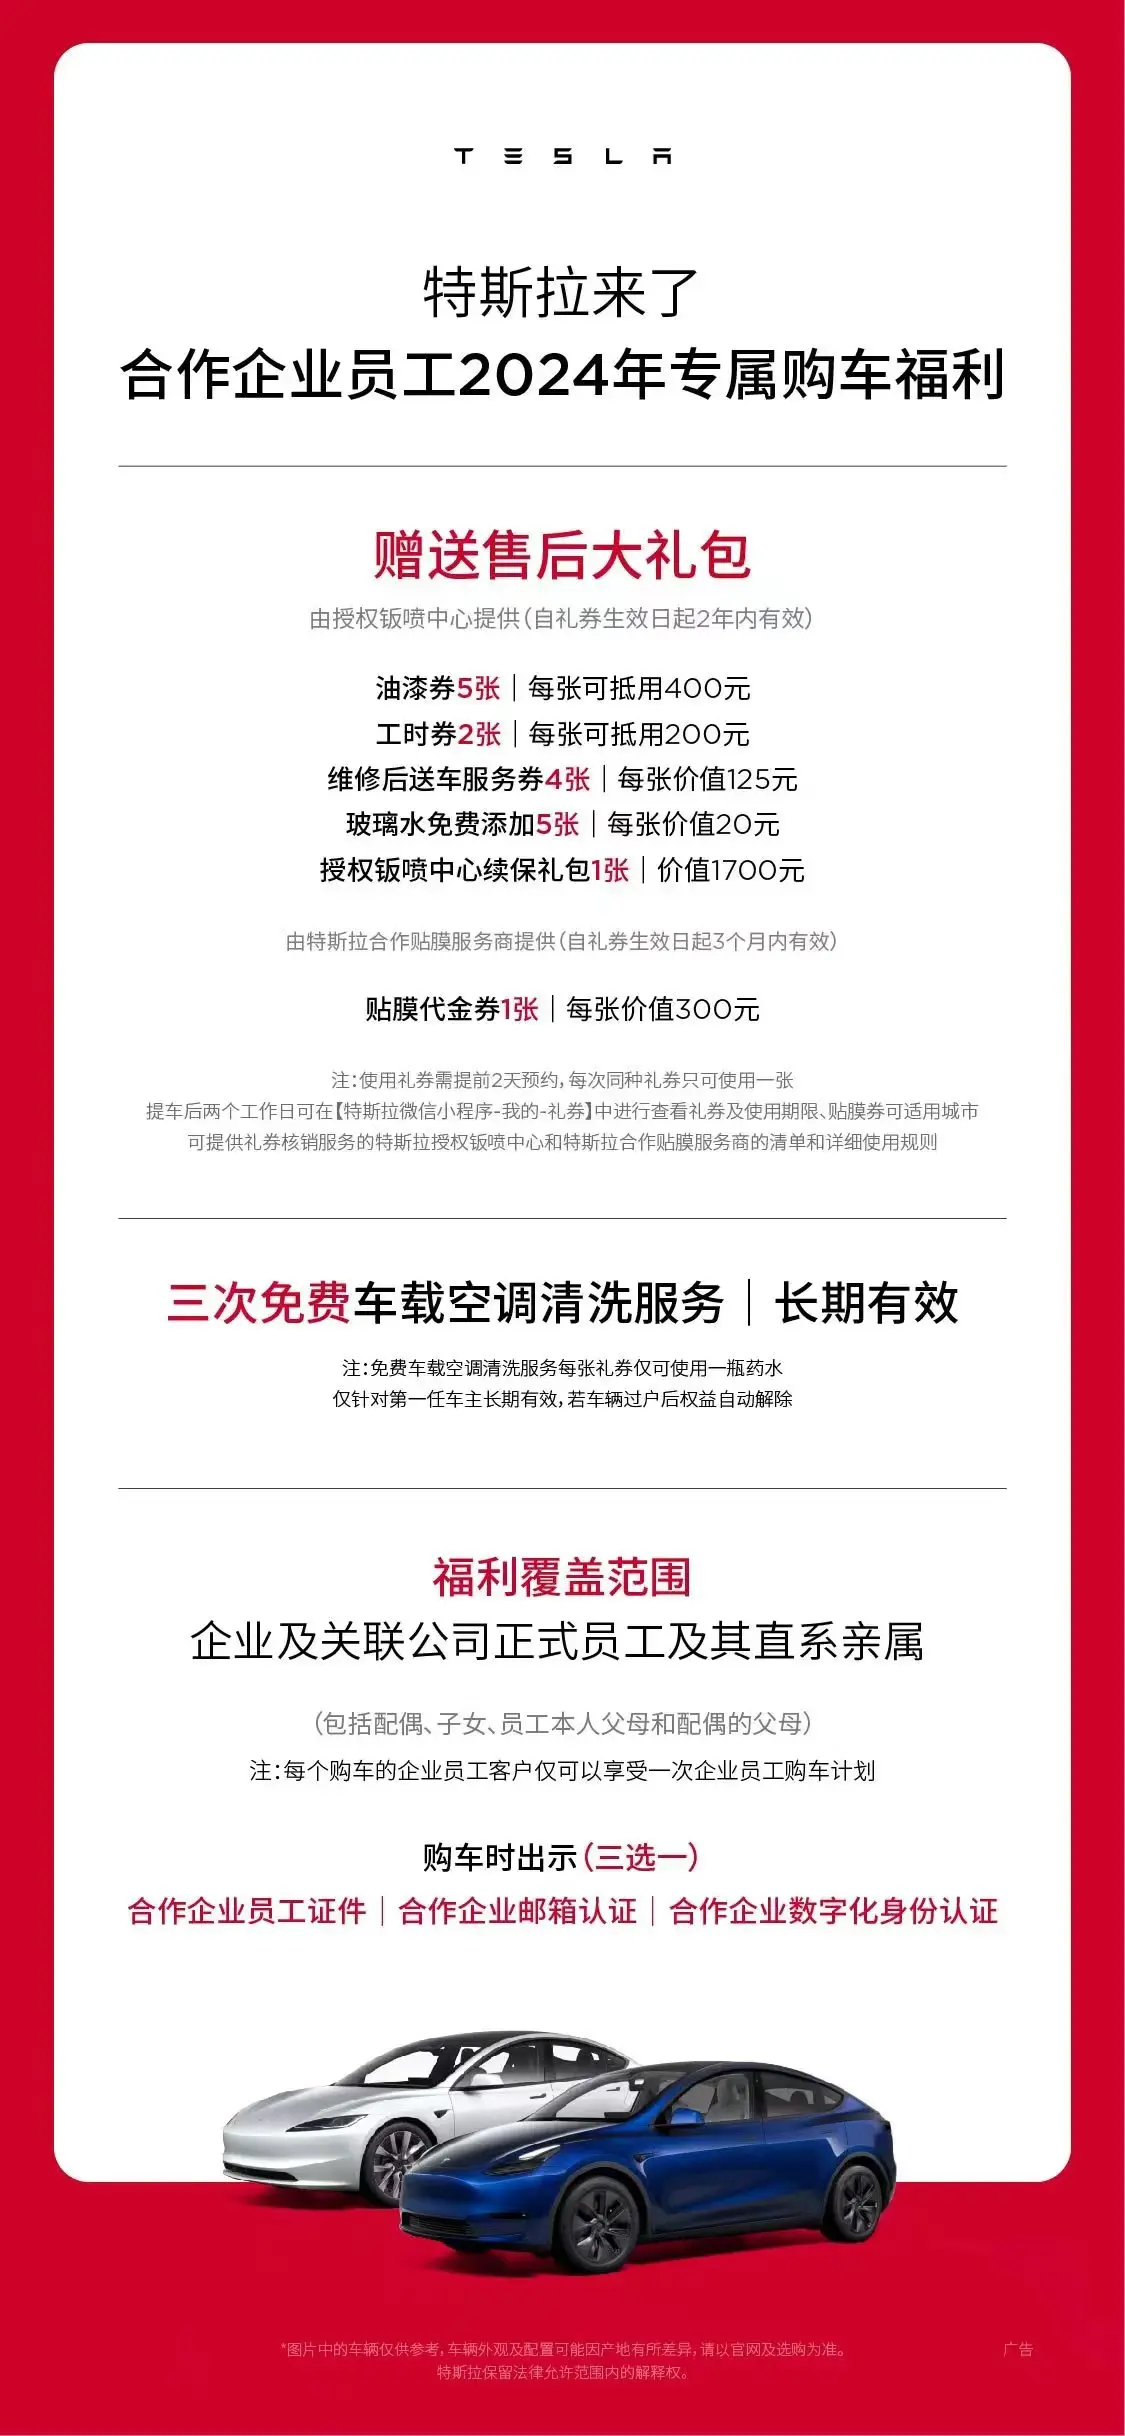 TESLA
特斯拉来了
合作企业员工2024年专属购车福利
赠送售后大礼包
由授权钣喷中心提供(自礼券生效日起2年内有效)
油漆券5张｜每张可抵用400元
工时券2张｜每张可抵用200元
维修后送车服务券4张｜每张价值125元
玻璃水免费添加5张｜每张价值20元
授权钣喷中心续保礼包1张｜价值1700元
由特斯拉合作贴膜服务商提供(自礼券生效日起3个月内有效)
贴膜代金券1张｜每张价值300元
注:使用礼券需提前2天预约,每次同种礼券只可使用一张
提车后两个工作日可在【特斯拉微信小程序-我的-礼券】中进行查看礼券及使用期限、贴膜券可适用城市
可提供礼券核销服务的特斯拉授权钣喷中心和特斯拉合作贴膜服务商的清单和详细使用规则
三次免费车载空调清洗服务｜长期有效
注:免费车载空调清洗服务每张礼券仅可使用一瓶药水
仅针对第一任车主长期有效,若车辆过户后权益自动解除
福利覆盖范围
企业及关联公司正式员工及其直系亲属
(包括配偶、子女、员工本人父母和配偶的父母)
注:每个购车的企业员工客户仅可以享受一次企业员工购车计划
购车时出示(三选一)
合作企业员工证件｜合作企业邮箱认证｜合作企业数字化身份认证
*图片中的车辆仅供参考,车辆外观及配置可能因产地有所差异,请以官网及选购为准。
特斯拉保留法律允许范围内的解释权。
广告